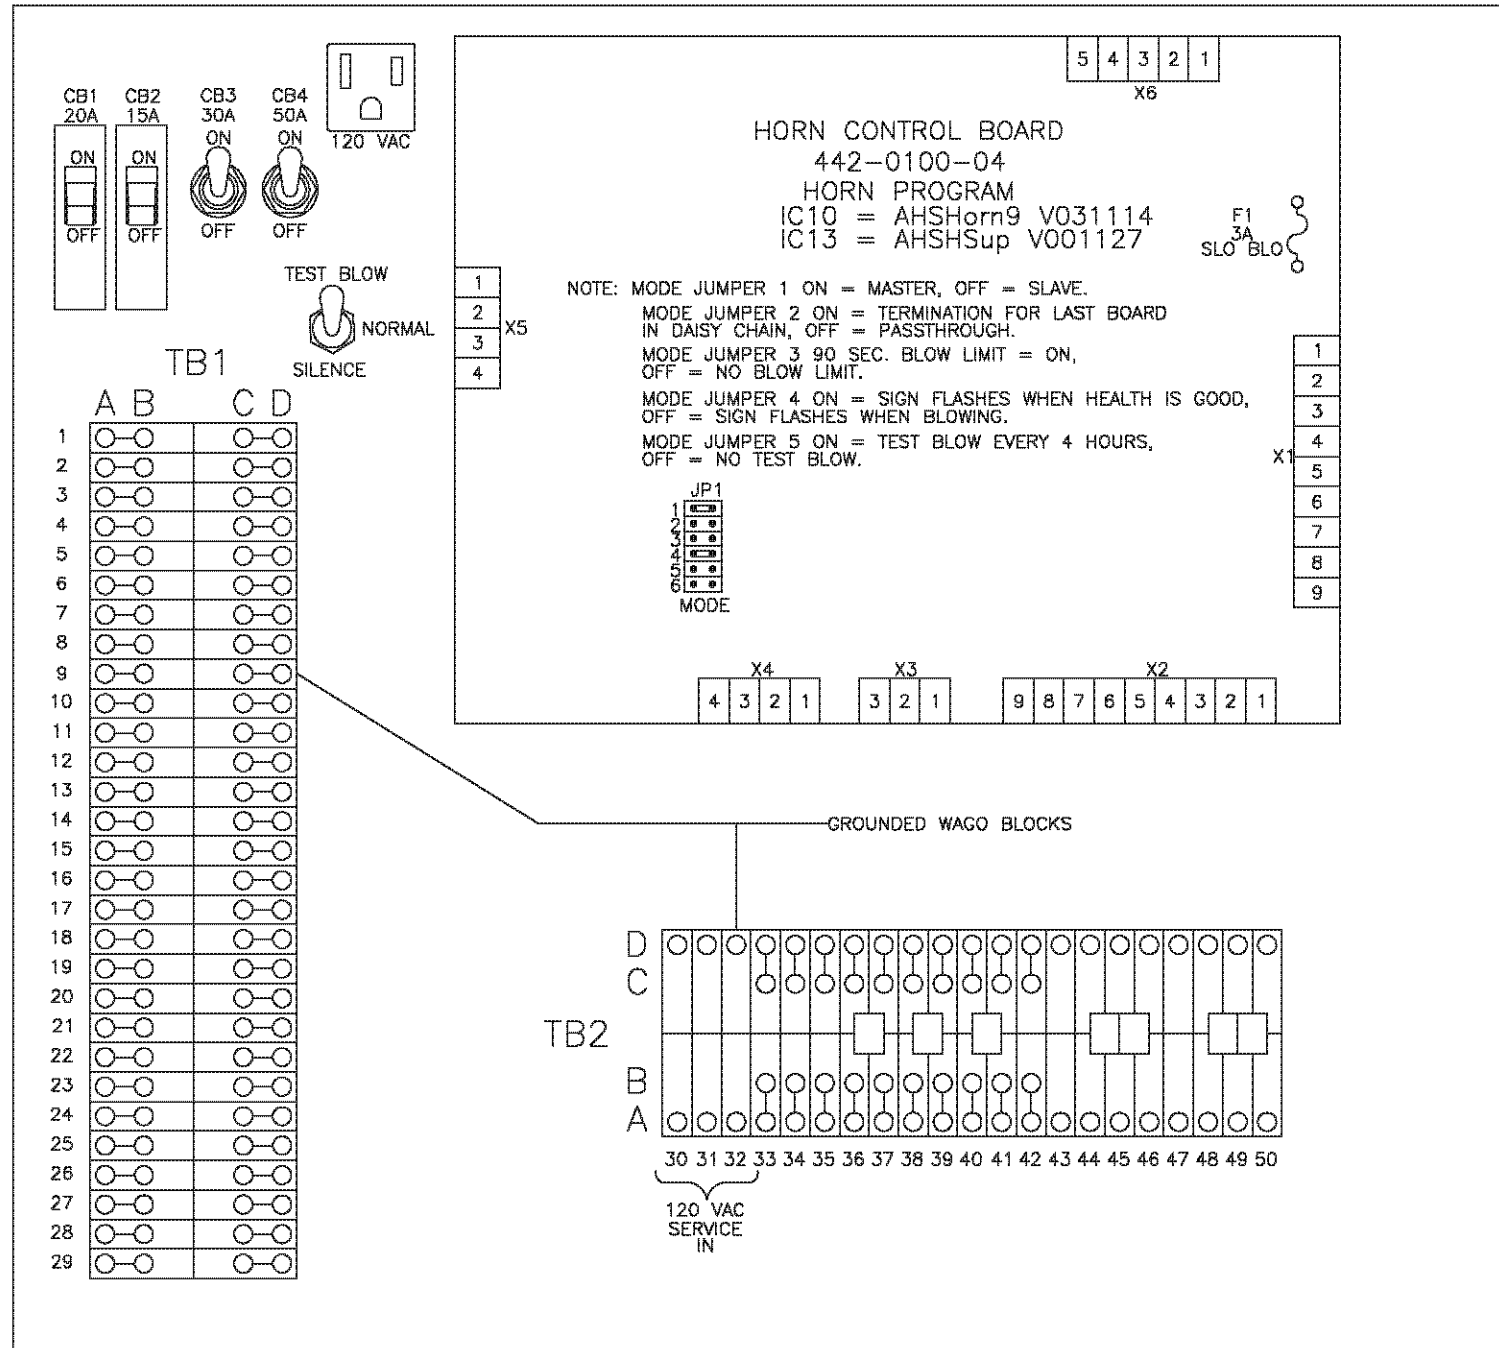 CB1
20A
ON
OFF
CB2
15A
ON
OFF
CB3
30A
ON
OFF
CB4
50A
ON
OFF
120 VAC
TEST BLOW
NORMAL
SILENCE
5 4 3 2 1
X6
HORN CONTROL BOARD
442-0100-04
HORN PROGRAM
IC10 = AHSHorn9 V031114
IC13 = AHSHSup V001127
F1
3A
SLO BLO
1
2
3
4
X5
NOTE: MODE JUMPER 1 ON = MASTER, OFF = SLAVE.
MODE JUMPER 2 ON = TERMINATION FOR LAST BOARD
IN DAISY CHAIN, OFF = PASSTHROUGH.
MODE JUMPER 3 90 SEC. BLOW LIMIT = ON,
OFF = NO BLOW LIMIT.
MODE JUMPER 4 ON = SIGN FLASHES WHEN HEALTH IS GOOD,
OFF = SIGN FLASHES WHEN BLOWING.
MODE JUMPER 5 ON = TEST BLOW EVERY 4 HOURS,
OFF = NO TEST BLOW.
X1
1
2
3
4
5
6
7
8
9
JP1
1
2
3
4
5
6
MODE
X4
4 3 2 1
X3
3 2 1
X2
9 8 7 6 5 4 3 2 1
TB1
A B C D
1
2
3
4
5
6
7
8
9
10
11
12
13
14
15
16
17
18
19
20
21
22
23
24
25
26
27
28
29
GROUNDED WAGO BLOCKS
TB2
D
C
B
A
30 31 32 33 34 35 36 37 38 39 40 41 42 43 44 45 46 47 48 49 50
120 VAC
SERVICE
IN